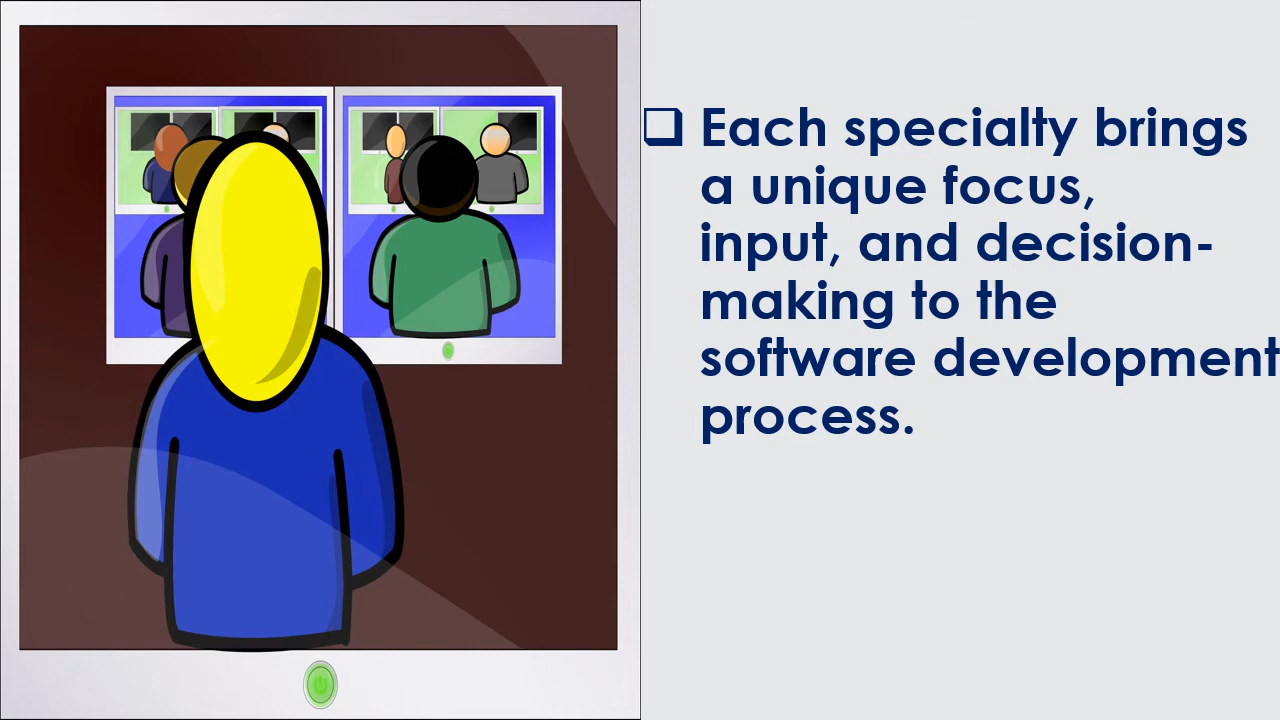 ❑ Each specialty brings
a unique focus,
input, and decision-
making to the
software development
process.